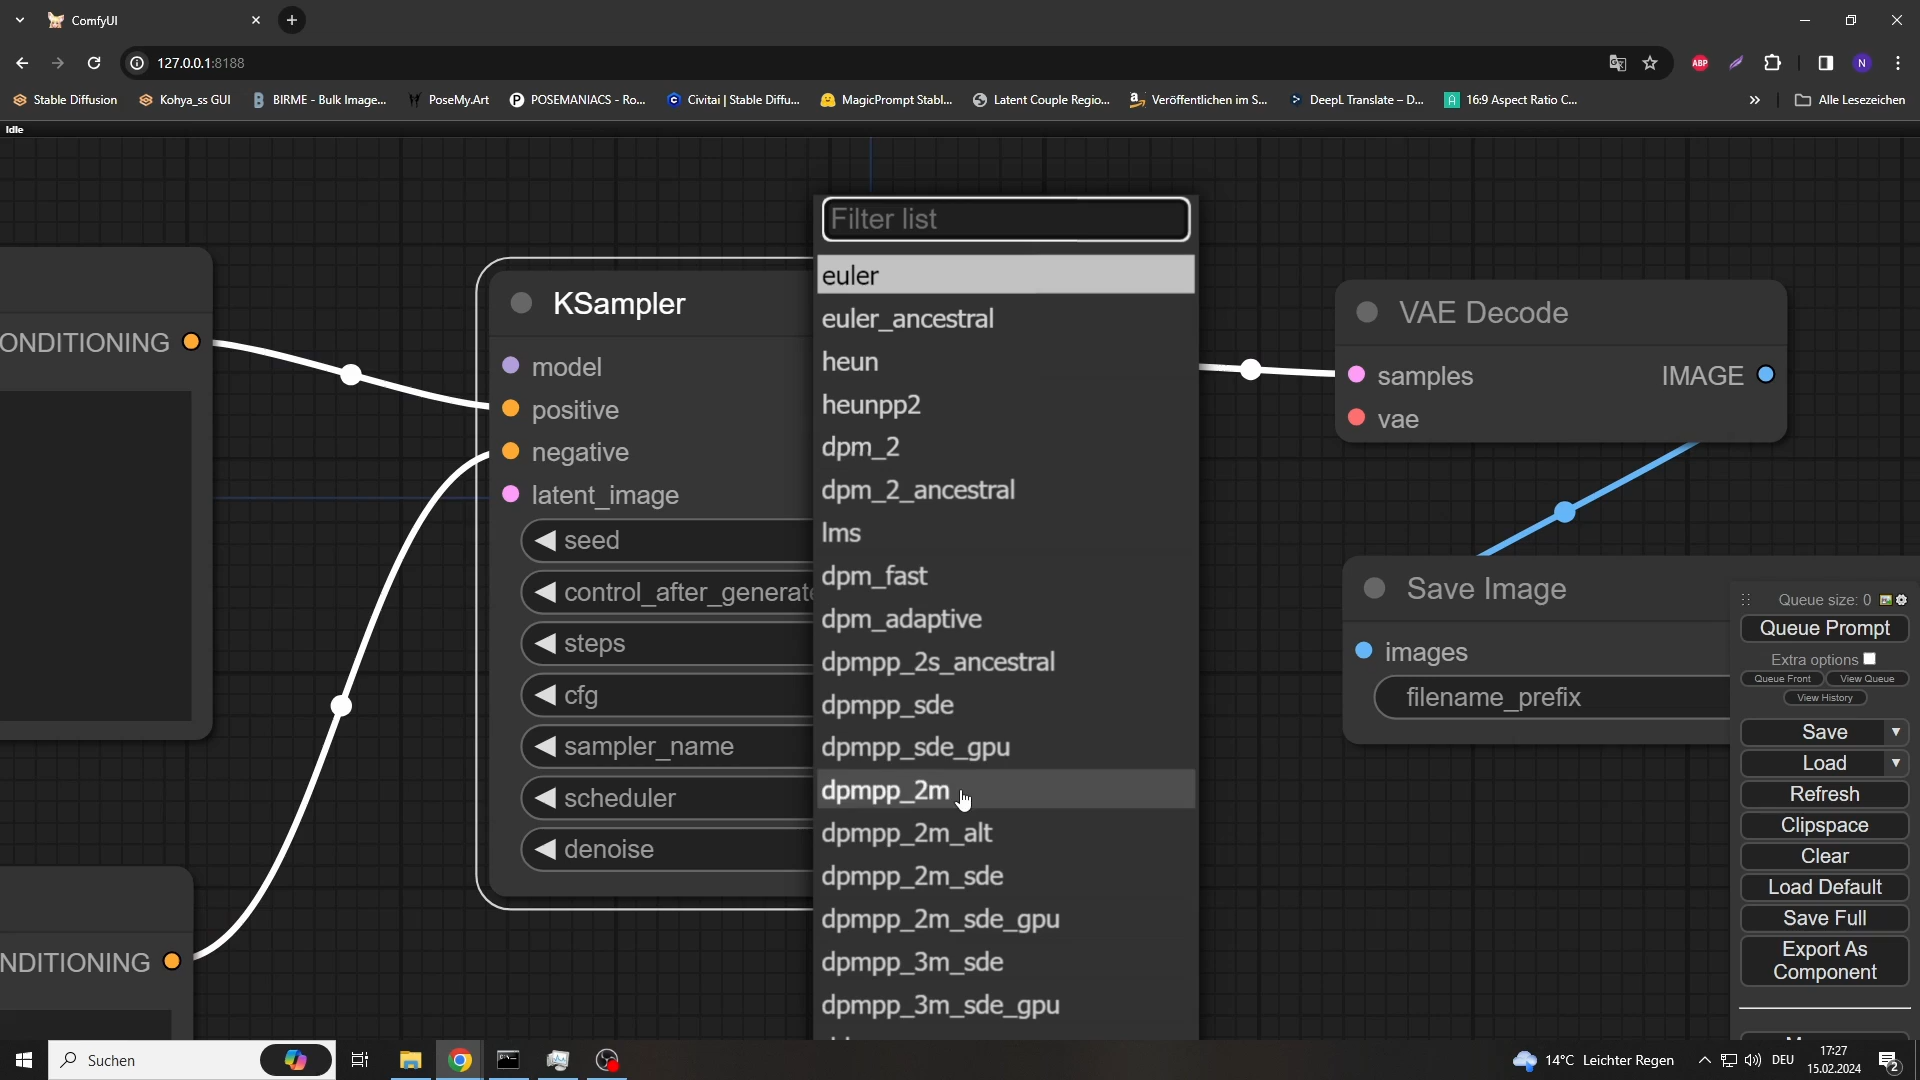 ComfyUI
127.0.0.1:8188
ABP
N
Stable Diffusion
Kohya_ss GUI
BIRME - Bulk Image...
PoseMy.Art
POSEMANIACS - Ro...
Civitai | Stable Diffu...
MagicPrompt Stabl...
Latent Couple Regio...
Veröffentlichen im S...
DeepL Translate – D...
16:9 Aspect Ratio C...
»
Alle Lesezeichen
Idle
ONDITIONING
NDITIONING
KSampler
model
positive
negative
latent_image
seed
control_after_generate
steps
cfg
sampler_name
scheduler
denoise
Filter list
euler
euler_ancestral
heun
heunpp2
dpm_2
dpm_2_ancestral
lms
dpm_fast
dpm_adaptive
dpmpp_2s_ancestral
dpmpp_sde
dpmpp_sde_gpu
dpmpp_2m
dpmpp_2m_alt
dpmpp_2m_sde
dpmpp_2m_sde_gpu
dpmpp_3m_sde
dpmpp_3m_sde_gpu
VAE Decode
samples
IMAGE
vae
Save Image
images
filename_prefix
Queue size: 0
Queue Prompt
Extra options
Queue Front
View Queue
View History
Save
Load
Refresh
Clipspace
Clear
Load Default
Save Full
Export As
Component
Suchen
14°C Leichter Regen
DEU
17:27
15.02.2024
2